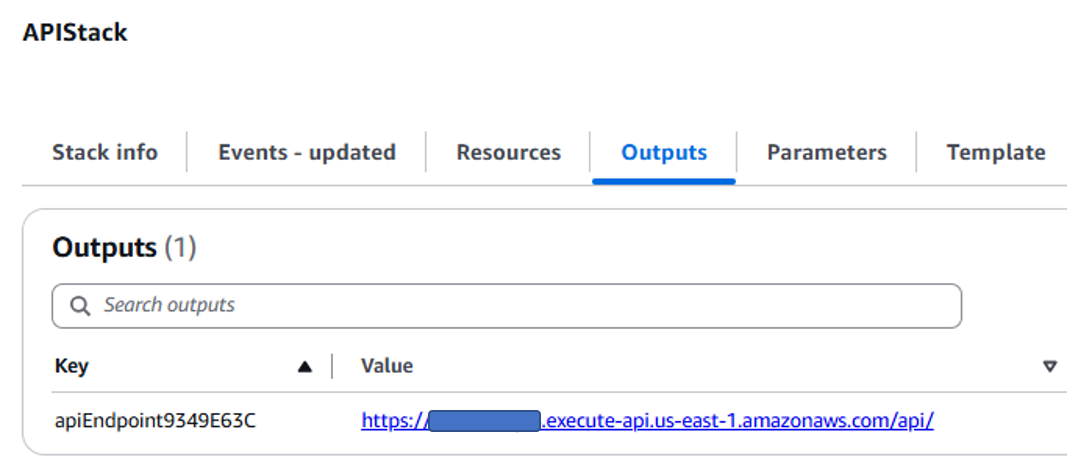 APIStack
Stack info Events - updated Resources Outputs Parameters Template
Outputs (1)
Search outputs
Key Value
apiEndpoint9349E63C https:// .execute-api.us-east-1.amazonaws.com/api/